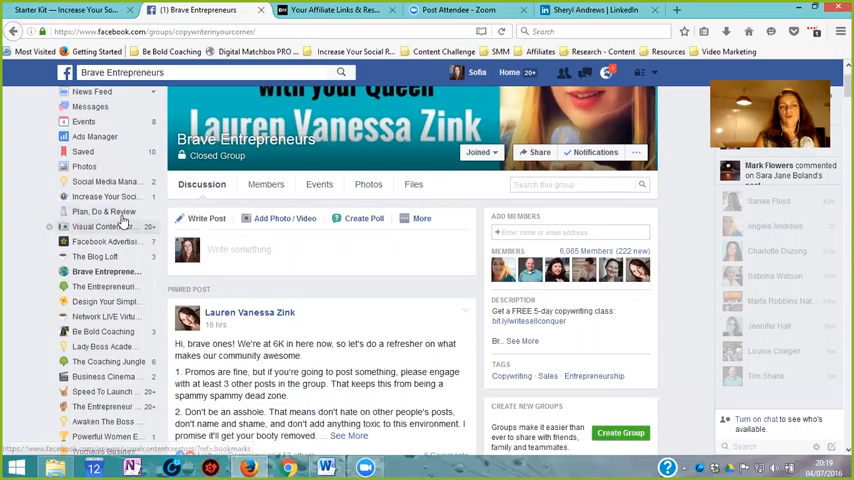 Starter Kit — Increase Your So...
(1) Brave Entrepreneurs
Your Affiliate Links & Res...
Post Attendee - Zoom
Sheryl Andrews | LinkedIn
https://www.facebook.com/groups/copywriterinyourcorner/
Search
Most Visited
Getting Started
Be Bold Coaching
Digital Matchbox PRO ...
Increase Your Social R...
Content Challenge
SMM
Affiliates
Research - Content
Resources
Video Marketing
Brave Entrepreneurs
Sofia
Home 20+
News Feed
Messages
Events 8
Ads Manager
Saved 10
Photos
Social Media Mana... 2
Increase Your Soci... 1
Plan, Do & Review
Visual Conten 20+
Facebook Advertisi... 7
The Blog Loft 3
Brave Entreprene...
The Entrepreneuri...
Design Your Simpl...
Network LIVE Virtu...
Be Bold Coaching 3
Lady Boss Acade...
The Coaching Jungle 6
Business Cinema ...
Speed To Launch ... 20+
The Entrepreneur ... 20+
Awaken The Boss ...
Powerful Women E...
Women's Busine
with your Queen
Lauren Vanessa Zink
Brave Entrepreneurs
Closed Group
Joined
Share
Notifications
...
Discussion
Members
Events
Photos
Files
Search this group
Write Post
Add Photo / Video
Create Poll
More
Write something
PINNED POST
Lauren Vanessa Zink
16 hrs
Hi, brave ones! We're at 6K in here now, so let's do a refresher on what
makes our community awesome.
1. Promos are fine, but if you're going to post something, please engage
with at least 3 other posts in the group. That keeps this from being a
spammy spammy dead zone.
2. Don't be an asshole. That means don't hate on other people's posts,
don't name and shame, and don't add anything toxic to this environment. I
promise it'll get your booty removed. ... See More
ADD MEMBERS
+ Enter name or email address...
MEMBERS
6,065 Members (222 new)
DESCRIPTION
Get a FREE 5-day copywriting class:
bit.ly/writesellconquer
Br... See More
TAGS
Copywriting · Sales · Entrepreneurship
CREATE NEW GROUPS
Groups make it easier than
ever to share with friends,
family and teammates.
Create Group
Mark Flowers commented
on Sara Jane Boland's
Sanae Floyd
Angela Andrews
Charlotte Duzong
Sabrina Watson
Marta Robbins Nat...
Jennifer Hall
Louise Craigen
Tim Shank
Turn on chat to see who's
available.
Search
20:19
04/07/2016